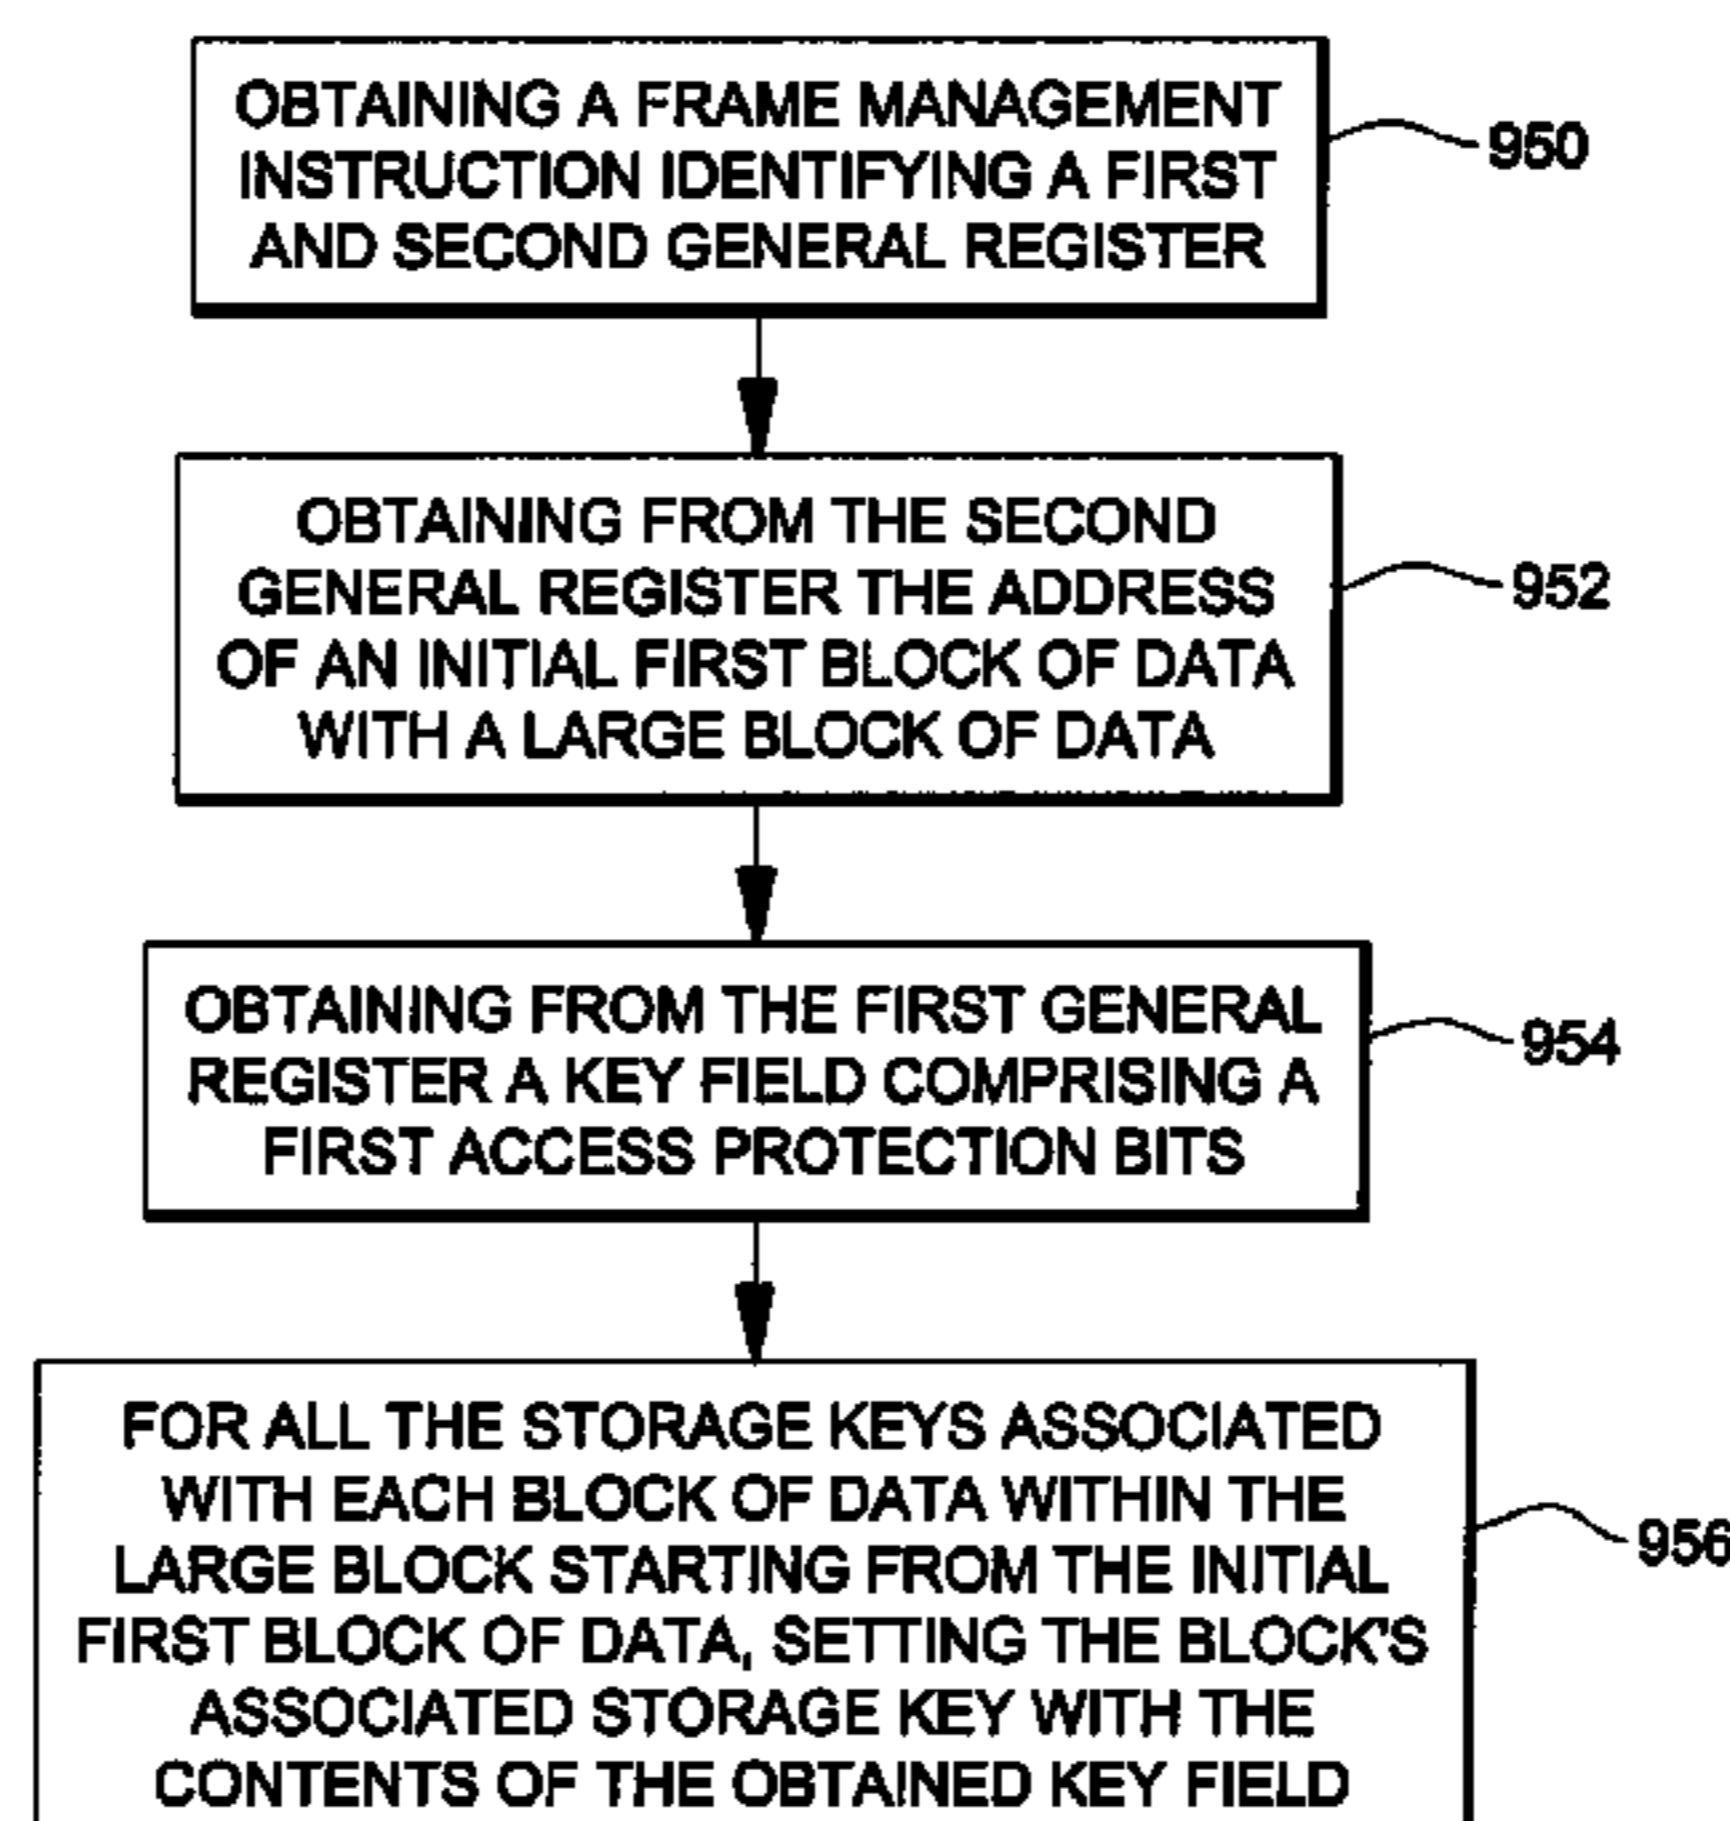 OBTAINING A FRAME MANAGEMENT
INSTRUCTION IDENTIFYING A FIRST
AND SECOND GENERAL REGISTER
950
OBTAINING FROM THE SECOND
GENERAL REGISTER THE ADDRESS
OF AN INITIAL FIRST BLOCK OF DATA
WITH A LARGE BLOCK OF DATA
952
OBTAINING FROM THE FIRST GENERAL
REGISTER A KEY FIELD COMPRISING A
FIRST ACCESS PROTECTION BITS
954
FOR ALL THE STORAGE KEYS ASSOCIATED
WITH EACH BLOCK OF DATA WITHIN THE
LARGE BLOCK STARTING FROM THE INITIAL
FIRST BLOCK OF DATA, SETTING THE BLOCK'S
ASSOCIATED STORAGE KEY WITH THE
CONTENTS OF THE OBTAINED KEY FIELD
956